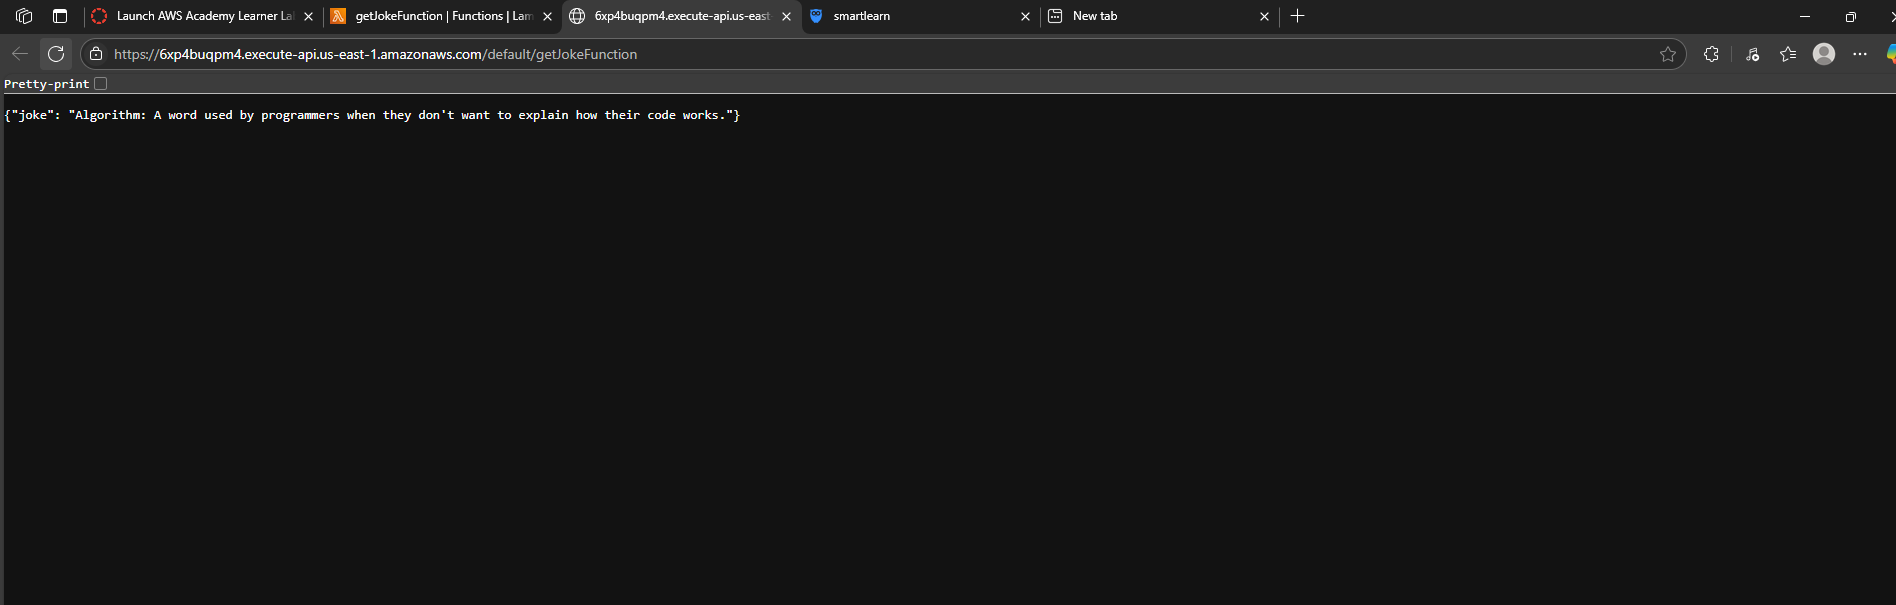 Launch AWS Academy Learner La
getJokeFunction | Functions | Lam
6xp4buqpm4.execute-api.us-east
smartlearn
New tab
https://6xp4buqpm4.execute-api.us-east-1.amazonaws.com/default/getJokeFunction
Pretty-print
{"joke": "Algorithm: A word used by programmers when they don't want to explain how their code works."}